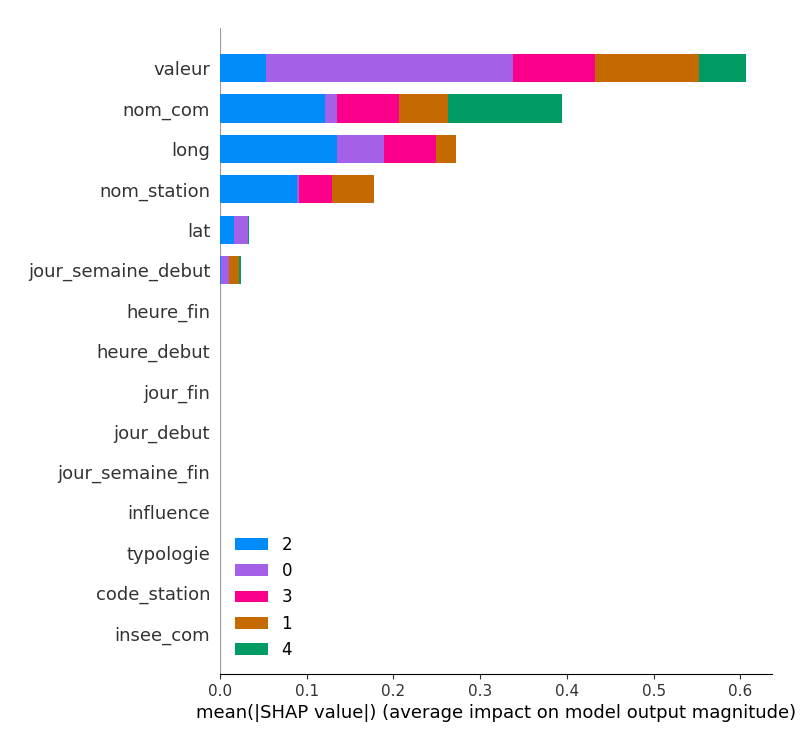 valeur
nom_com
long
nom_station
lat
jour_semaine_debut
heure_fin
heure_debut
jour_fin
jour_debut
jour_semaine_fin
influence
typologie
code_station
insee_com
2
0
3
1
4
0.0 0.1 0.2 0.3 0.4 0.5 0.6
mean(|SHAP value|) (average impact on model output magnitude)